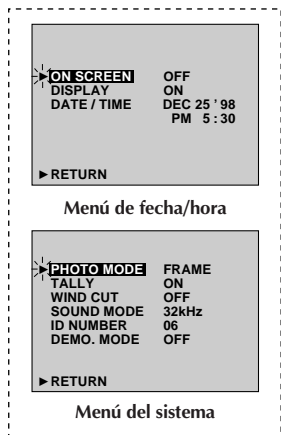 ►ON SCREEN OFF
DISPLAY ON
DATE / TIME DEC 25 ' 98
PM 5 : 30
►RETURN
Menú de fecha/hora
►PHOTO MODE FRAME
TALLY ON
WIND CUT OFF
SOUND MODE 32kHz
ID NUMBER 06
DEMO. MODE OFF
►RETURN
Menú del sistema